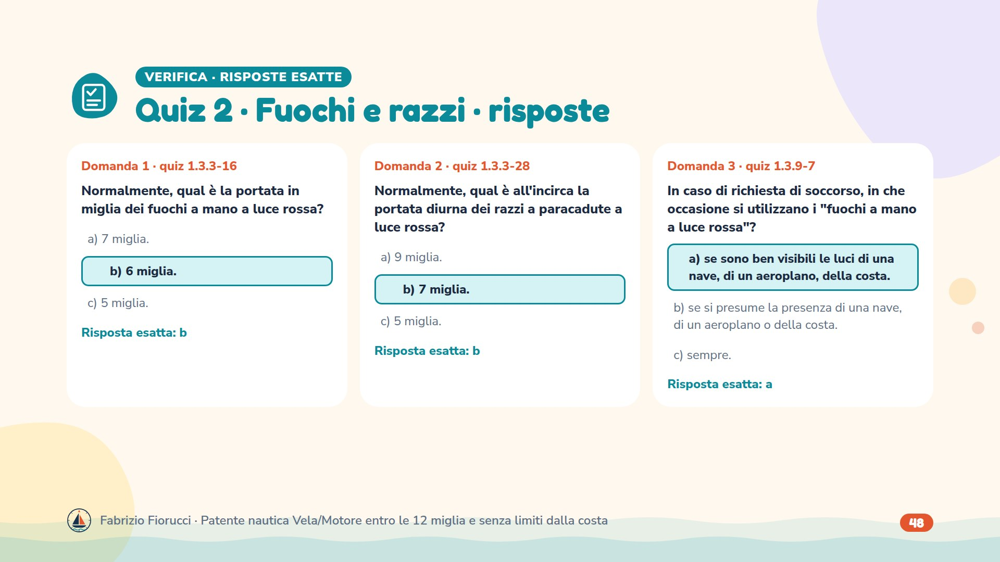 VERIFICA · RISPOSTE ESATTE
Quiz 2 · Fuochi e razzi · risposte
Domanda 1 · quiz 1.3.3-16
Normalmente, qual è la portata in
miglia dei fuochi a mano a luce rossa?
a) 7 miglia.
b) 6 miglia.
c) 5 miglia.
Risposta esatta: b
Domanda 2 · quiz 1.3.3-28
Normalmente, qual è all'incirca la
portata diurna dei razzi a paracadute a
luce rossa?
a) 9 miglia.
b) 7 miglia.
c) 5 miglia.
Risposta esatta: b
Domanda 3 · quiz 1.3.9-7
In caso di richiesta di soccorso, in che
occasione si utilizzano i "fuochi a mano
a luce rossa"?
a) se sono ben visibili le luci di una
nave, di un aeroplano, della costa.
b) se si presume la presenza di una nave,
di un aeroplano o della costa.
c) sempre.
Risposta esatta: a
Fabrizio Fiorucci · Patente nautica Vela/Motore entro le 12 miglia e senza limiti dalla costa
48